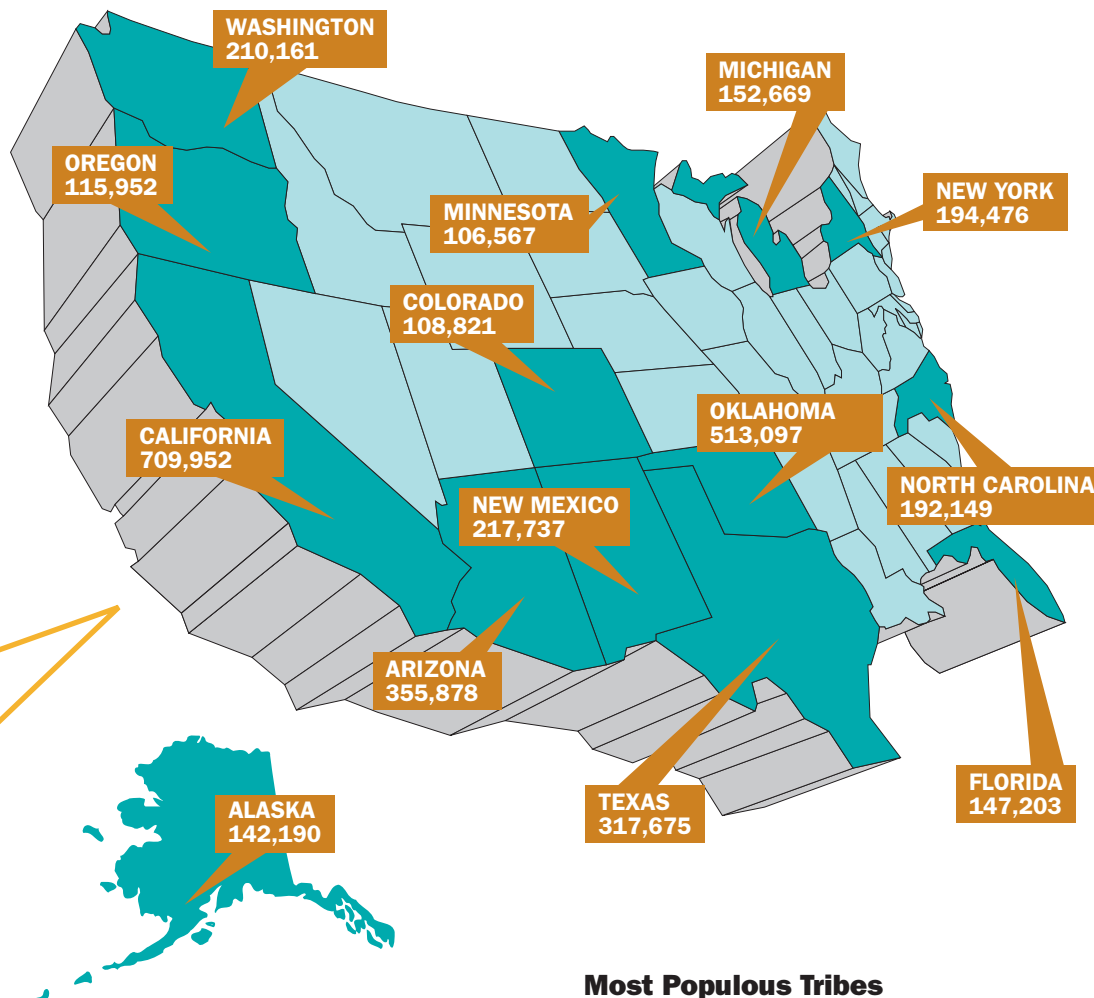 WASHINGTON
210,161
MICHIGAN
152,669
OREGON
115,952
NEW YORK
194,476
MINNESOTA
106,567
COLORADO
108,821
OKLAHOMA
513,097
CALIFORNIA
709,952
NORTH CAROLINA
192,149
NEW MEXICO
217,737
ARIZONA
355,878
FLORIDA
147,203
TEXAS
317,675
ALASKA
142,190
Most Populous Tribes